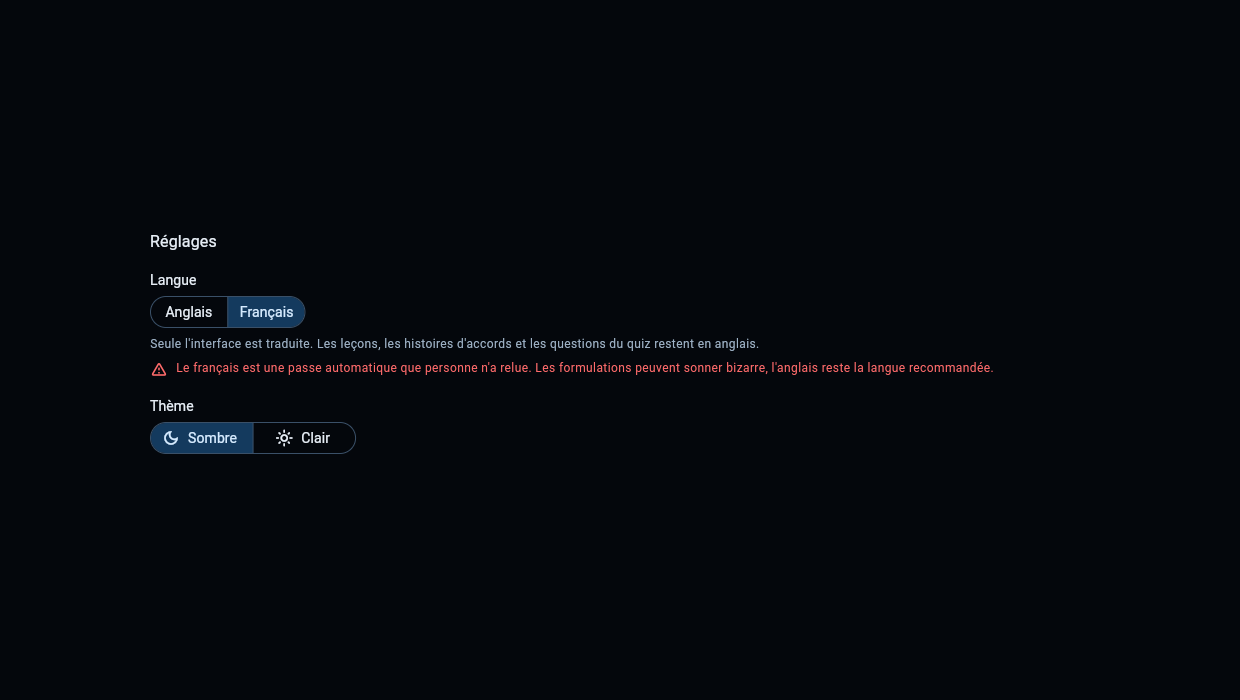 Réglages
Langue
Anglais Français
Seule l'interface est traduite. Les leçons, les histoires d'accords et les questions du quiz restent en anglais.
Le français est une passe automatique que personne n'a relue. Les formulations peuvent sonner bizarre, l'anglais reste la langue recommandée.
Thème
Sombre Clair